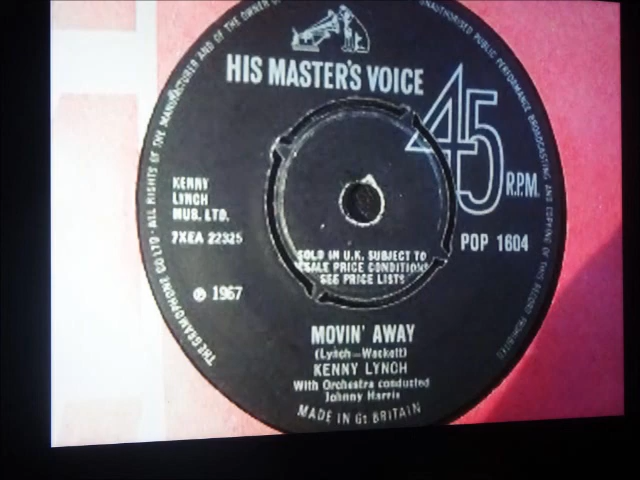 THE GRAMOPHONE CO LTD · ALL RIGHTS OF THE MANUFACTURER AND OF THE OWNER OF
UNAUTHORISED PUBLIC PERFORMANCE BROADCASTING AND COPYING OF THIS RECORD PROHIBITED
HIS MASTER'S VOICE
45 R.P.M.
KENNY
LYNCH
MUS. LTD.
7XEA 22325
POP 1604
SOLD IN U.K. SUBJECT TO
RESALE PRICE CONDITIONS
SEE PRICE LISTS
℗ 1967
MOVIN' AWAY
(Lynch—Wackett)
KENNY LYNCH
With Orchestra conducted
Johnny Harris
MADE IN Gt BRITAIN